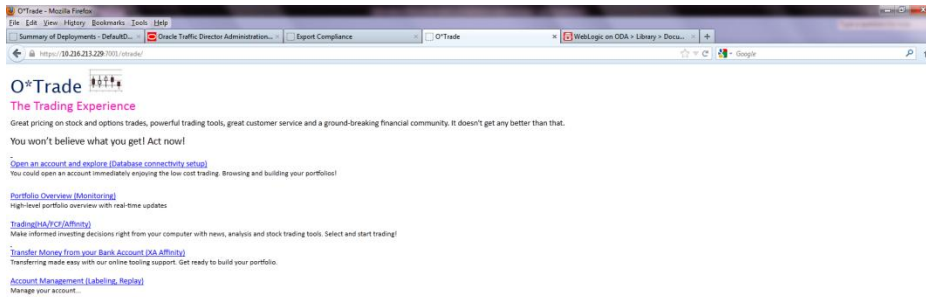 O*Trade - Mozilla Firefox
File Edit View History Bookmarks Tools Help
Summary of Deployments - DefaultD... × Oracle Traffic Director Administration... × Export Compliance × O*Trade × WebLogic on ODA > Library > Docu... × +
https://10.216.213.229:7001/otrade/ Google
O*Trade
The Trading Experience
Great pricing on stock and options trades, powerful trading tools, great customer service and a ground-breaking financial community. It doesn't get any better than that.
You won't believe what you get! Act now!
Open an account and explore (Database connectivity setup)
You could open an account immediately enjoying the low cost trading. Browsing and building your portfolios!
Portfolio Overview (Monitoring)
High-level portfolio overview with real-time updates
Trading(HA/FCF/Affinity)
Make informed investing decisions right from your computer with news, analysis and stock trading tools. Select and start trading!
Transfer Money from your Bank Account (XA Affinity)
Transferring made easy with our online tooling support. Get ready to build your portfolio.
Account Management (Labeling, Replay)
Manage your account...